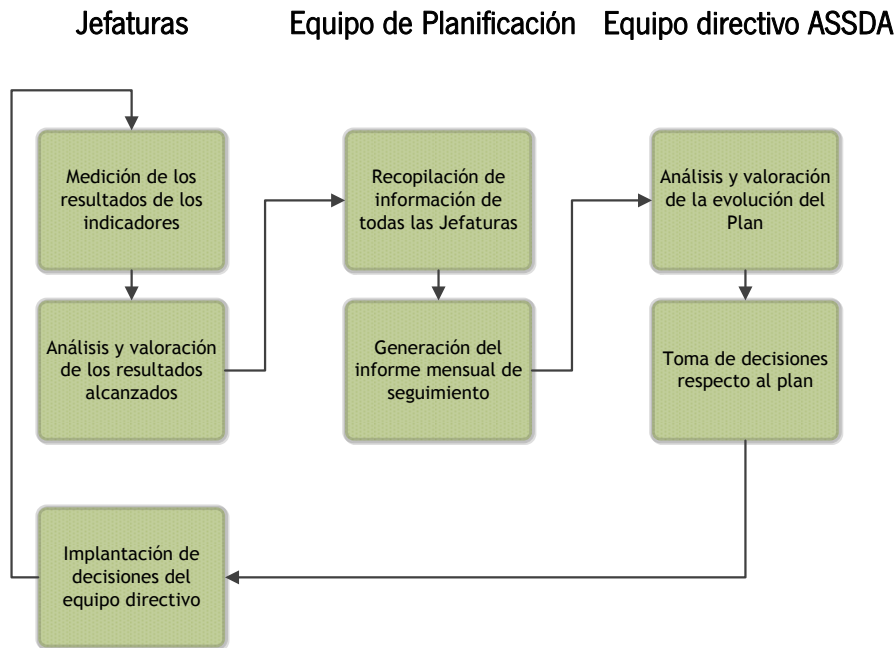 Jefaturas
Equipo de Planificación
Equipo directivo ASSDA
Medición de los
resultados de los
indicadores
Recopilación de
información de
todas las Jefaturas
Análisis y valoración
de la evolución del
Plan
Análisis y valoración
de los resultados
alcanzados
Generación del
informe mensual de
seguimiento
Toma de decisiones
respecto al plan
Implantación de
decisiones del
equipo directivo